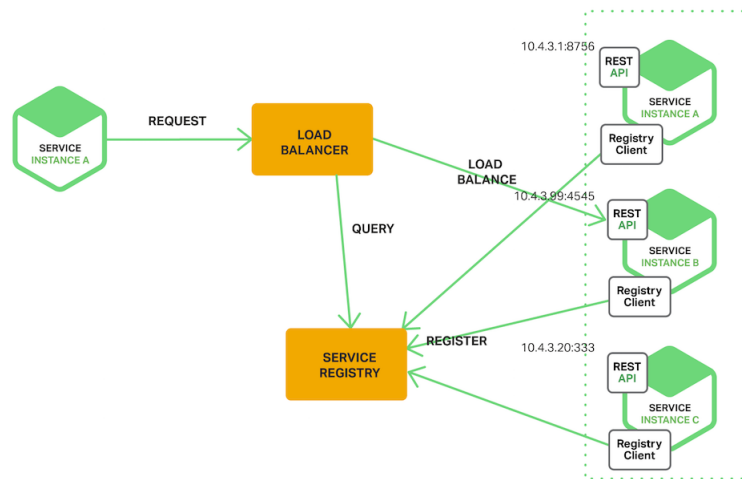 SERVICE
INSTANCE A
REQUEST
LOAD
BALANCER
QUERY
SERVICE
REGISTRY
LOAD
BALANCE
REGISTER
10.4.3.1:8756
REST
API
SERVICE
INSTANCE A
Registry
Client
10.4.3.99:4545
REST
API
SERVICE
INSTANCE B
Registry
Client
10.4.3.20:333
REST
API
SERVICE
INSTANCE C
Registry
Client